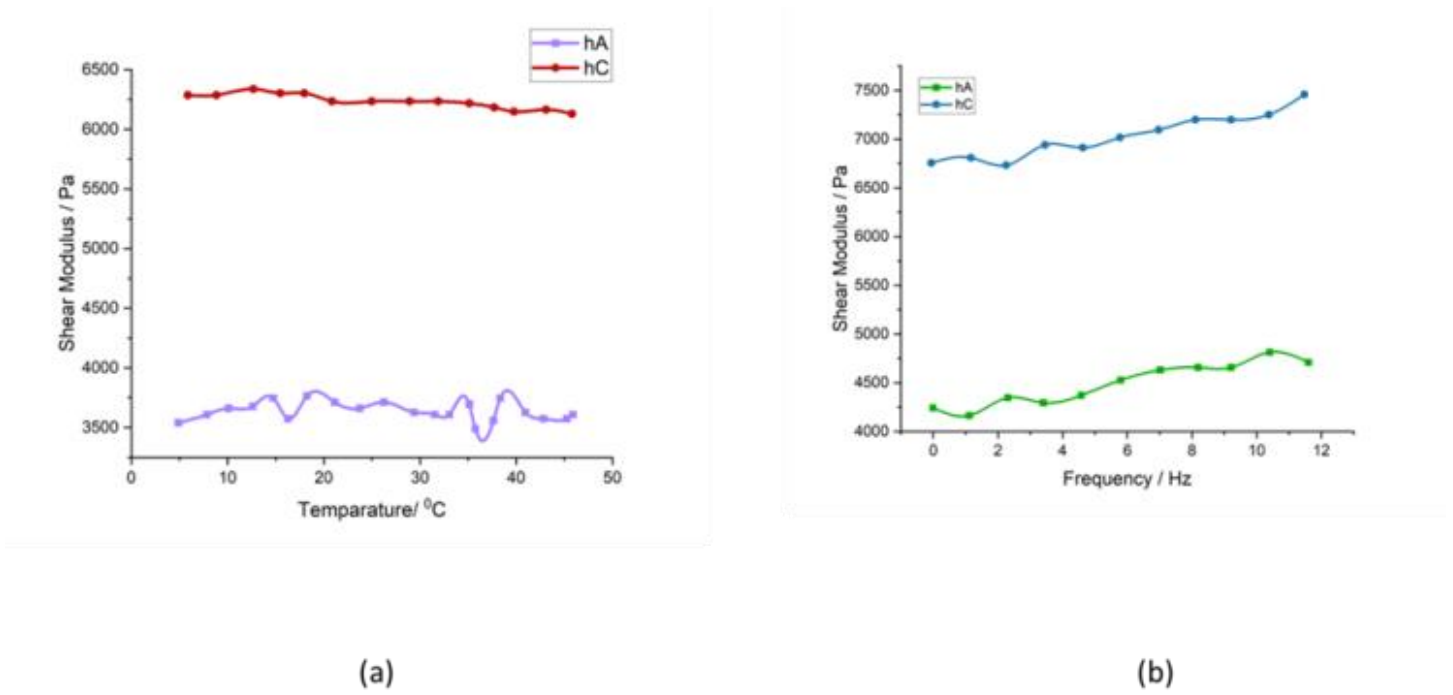 hA
hC
6500
6000
5500
5000
4500
4000
3500
Shear Modulus / Pa
0 10 20 30 40 50
Temparature/ ⁰C
(a)
hA
hC
7500
7000
6500
6000
5500
5000
4500
4000
Shear Modulus / Pa
0 2 4 6 8 10 12
Frequency / Hz
(b)